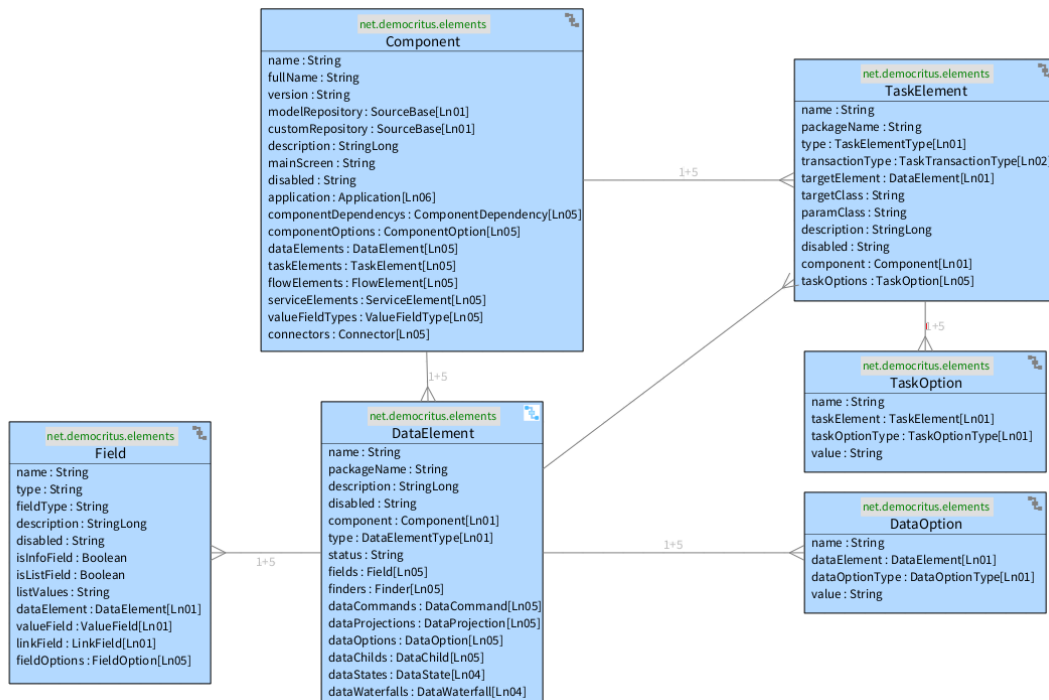 net.democritus.elements
Component
name : String
fullName : String
version : String
modelRepository : SourceBase[Ln01]
customRepository : SourceBase[Ln01]
description : StringLong
mainScreen : String
disabled : String
application : Application[Ln06]
componentDependencys : ComponentDependency[Ln05]
componentOptions : ComponentOption[Ln05]
dataElements : DataElement[Ln05]
taskElements : TaskElement[Ln05]
flowElements : FlowElement[Ln05]
serviceElements : ServiceElement[Ln05]
valueFieldTypes : ValueFieldType[Ln05]
connectors : Connector[Ln05]
1+5
net.democritus.elements
TaskElement
name : String
packageName : String
type : TaskElementType[Ln01]
transactionType : TaskTransactionType[Ln02
targetElement : DataElement[Ln01]
targetClass : String
paramClass : String
description : StringLong
disabled : String
component : Component[Ln01]
taskOptions : TaskOption[Ln05]
1+5
net.democritus.elements
TaskOption
name : String
taskElement : TaskElement[Ln01]
taskOptionType : TaskOptionType[Ln01]
value : String
1+5
net.democritus.elements
Field
name : String
type : String
fieldType : String
description : StringLong
disabled : String
isInfoField : Boolean
isListField : Boolean
listValues : String
dataElement : DataElement[Ln01]
valueField : ValueField[Ln01]
linkField : LinkField[Ln01]
fieldOptions : FieldOption[Ln05]
1+5
net.democritus.elements
DataElement
name : String
packageName : String
description : StringLong
disabled : String
component : Component[Ln01]
type : DataElementType[Ln01]
status : String
fields : Field[Ln05]
finders : Finder[Ln05]
dataCommands : DataCommand[Ln05]
dataProjections : DataProjection[Ln05]
dataOptions : DataOption[Ln05]
dataChilds : DataChild[Ln05]
dataStates : DataState[Ln04]
dataWaterfalls : DataWaterfall[Ln04]
1+5
net.democritus.elements
DataOption
name : String
dataElement : DataElement[Ln01]
dataOptionType : DataOptionType[Ln01]
value : String